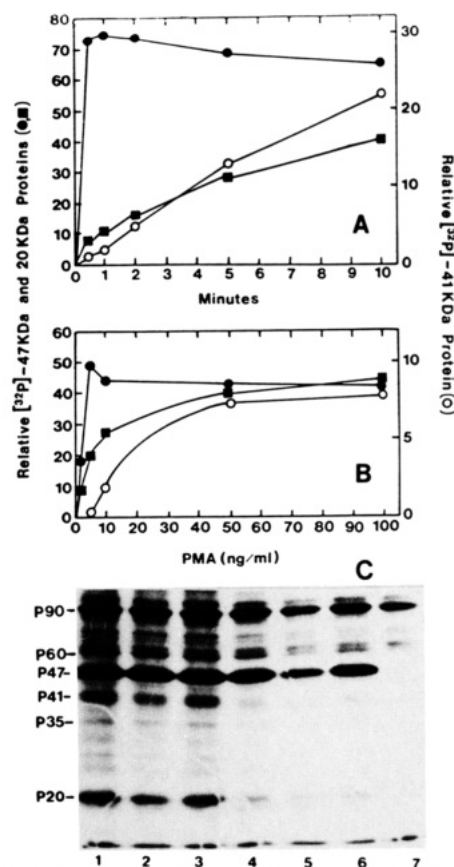 Relative [³²P]-47KDa and 20KDa Proteins (●,■)
80
70
60
50
40
30
20
10
0
30
20
10
0
Relative [³²P]-41KDa Protein (○)
A
0 1 2 3 4 5 6 7 8 9 10
Minutes
60
50
40
30
20
10
0
10
5
0
B
0 10 20 30 40 50 60 70 80 90 100
PMA (ng/ml)
C
P90-
P60-
P47-
P41-
P35-
P20-
1 2 3 4 5 6 7